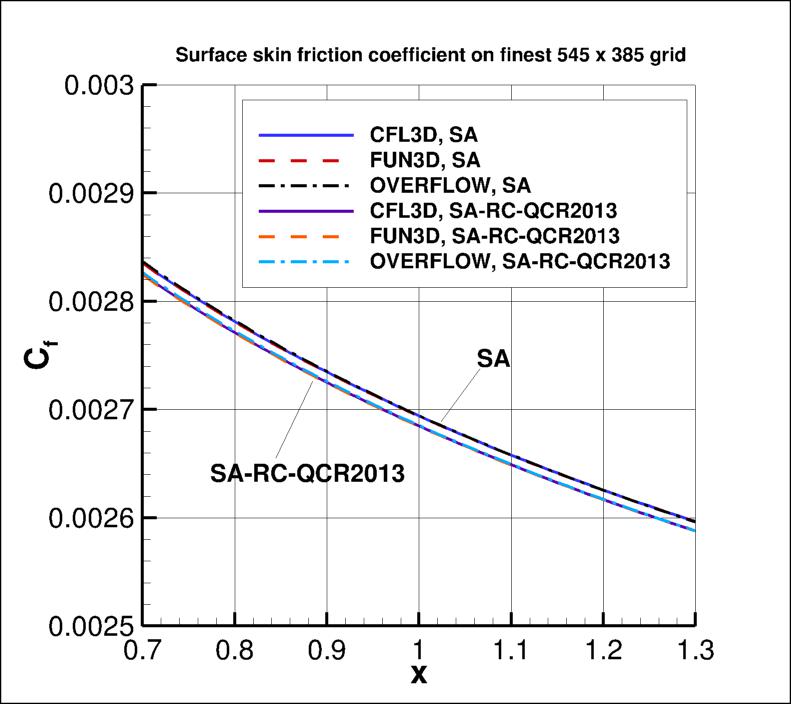 Surface skin friction coefficient on finest 545 x 385 grid
0.003
0.0029
0.0028
0.0027
0.0026
0.0025
Cf
CFL3D, SA
FUN3D, SA
OVERFLOW, SA
CFL3D, SA-RC-QCR2013
FUN3D, SA-RC-QCR2013
OVERFLOW, SA-RC-QCR2013
SA
SA-RC-QCR2013
0.7 0.8 0.9 1 1.1 1.2 1.3
x